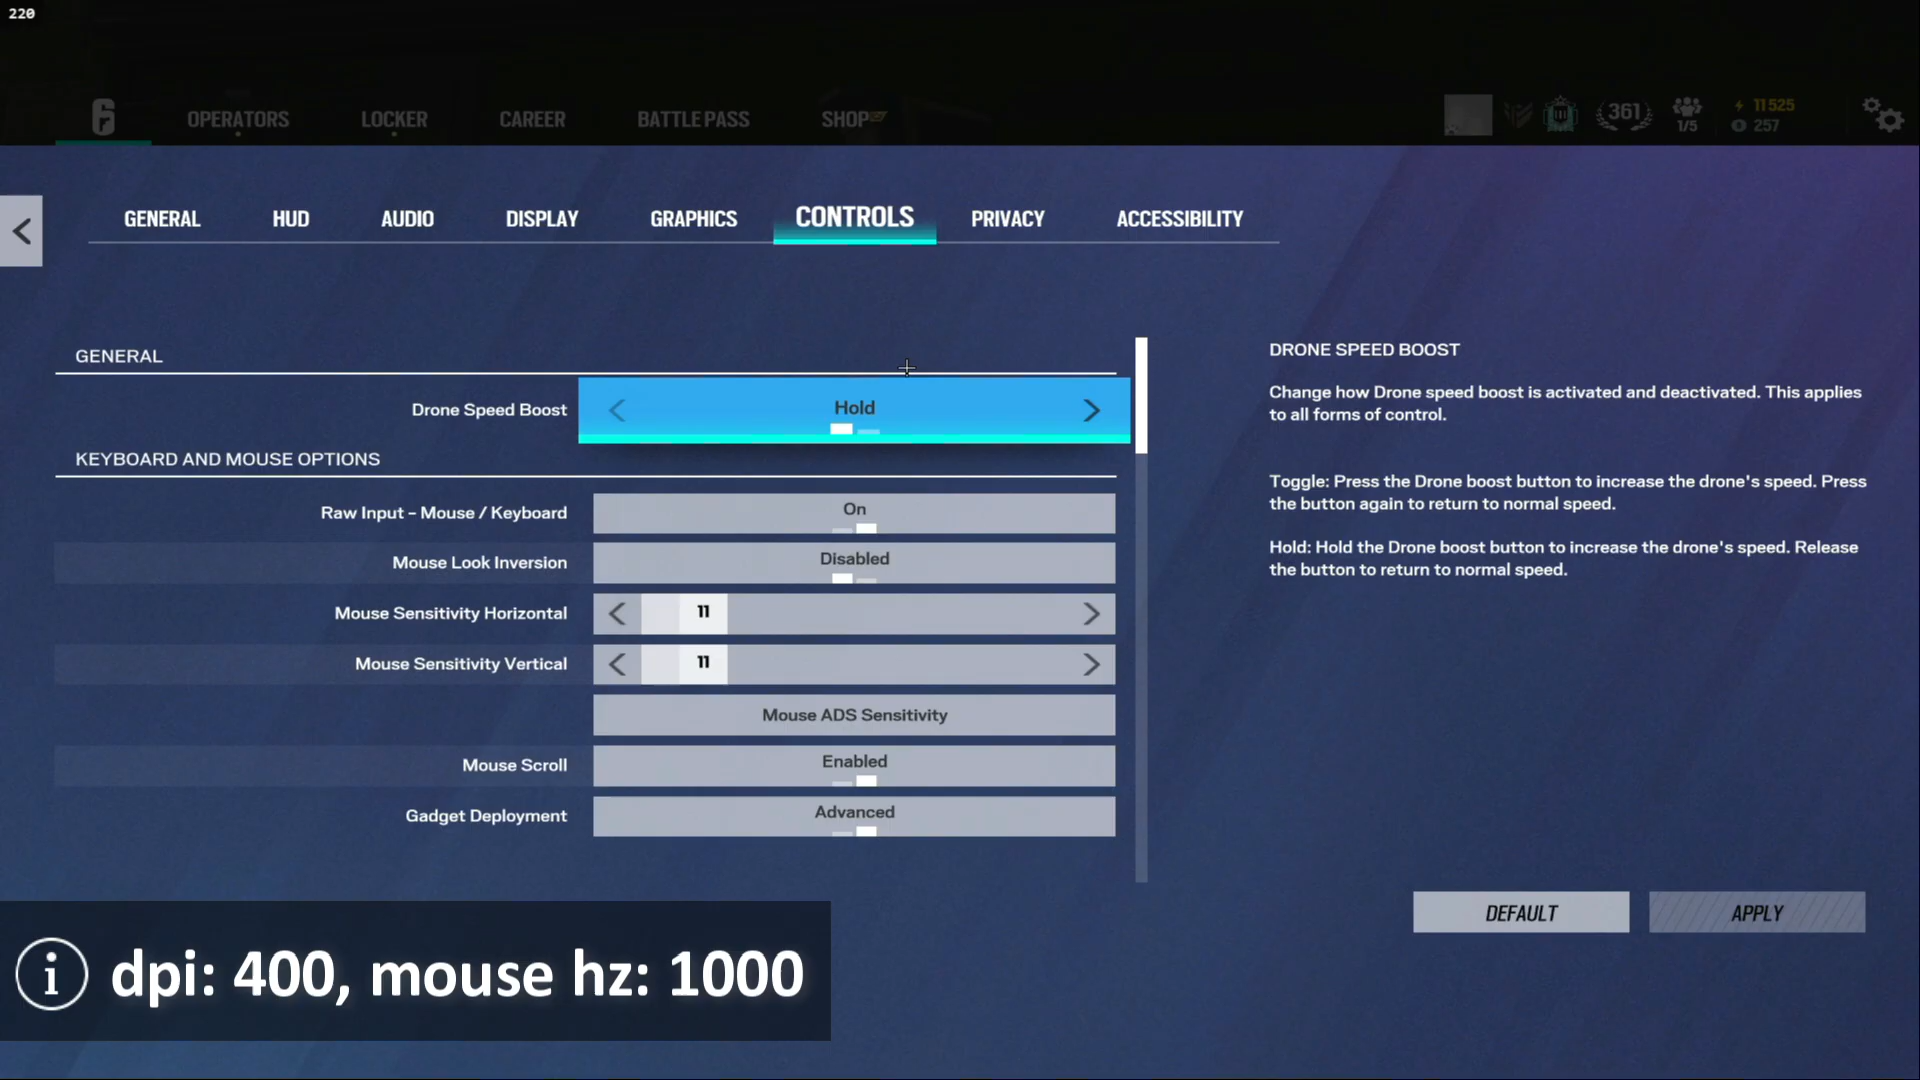 220
OPERATORS
LOCKER
CAREER
BATTLE PASS
SHOP
361
1/5
11 525
257
GENERAL
HUD
AUDIO
DISPLAY
GRAPHICS
CONTROLS
PRIVACY
ACCESSIBILITY
GENERAL
Drone Speed Boost
Hold
KEYBOARD AND MOUSE OPTIONS
Raw Input - Mouse / Keyboard
On
Mouse Look Inversion
Disabled
Mouse Sensitivity Horizontal
11
Mouse Sensitivity Vertical
11
Mouse ADS Sensitivity
Mouse Scroll
Enabled
Gadget Deployment
Advanced
DRONE SPEED BOOST
Change how Drone speed boost is activated and deactivated. This applies
to all forms of control.
Toggle: Press the Drone boost button to increase the drone's speed. Press
the button again to return to normal speed.
Hold: Hold the Drone boost button to increase the drone's speed. Release
the button to return to normal speed.
DEFAULT
APPLY
dpi: 400, mouse hz: 1000